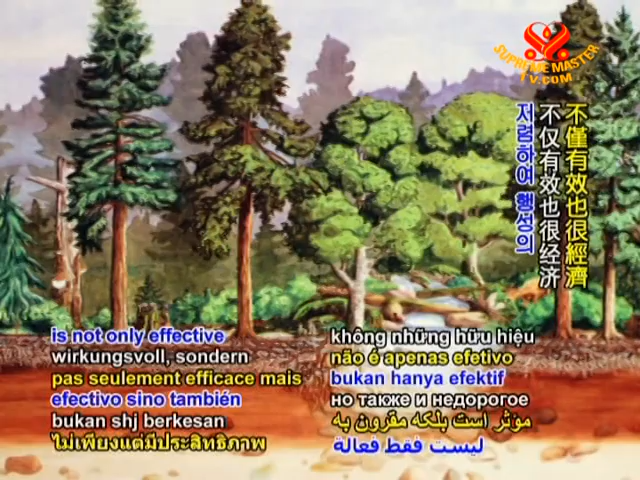 SUPREME MASTER
TV.COM
不僅有效也很經濟
不仅有效也很经济
저렴하여 행성의
is not only effective
wirkungsvoll, sondern
pas seulement efficace mais
efectivo sino también
bukan shj berkesan
ไม่เพียงแต่มีประสิทธิภาพ
không những hữu hiệu
não é apenas efetivo
bukan hanya efektif
но также и недорогое
موٴثر است بلکه مقرون به
ليست فقط فعالة